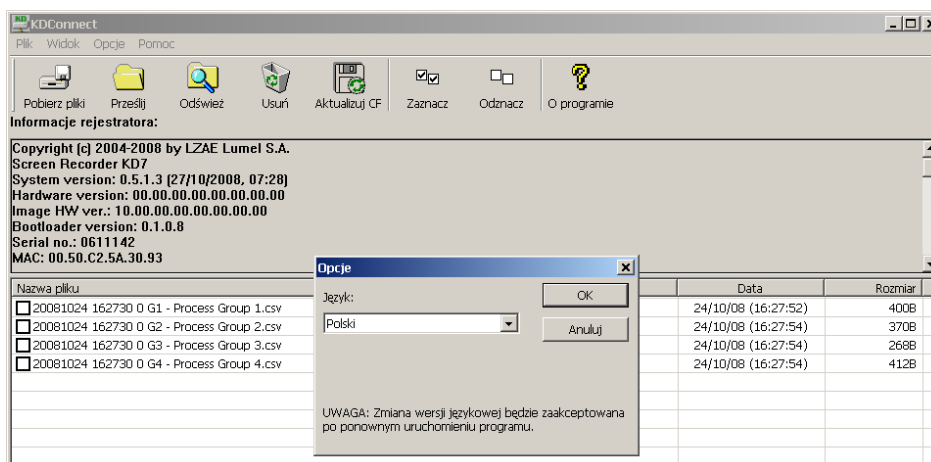 KDConnect
Plik Widok Opcje Pomoc
Pobierz pliki Prześlij Odśwież Usuń Aktualizuj CF Zaznacz Odznacz O programie
Informacje rejestratora:
Copyright (c) 2004-2008 by LZAE Lumel S.A.
Screen Recorder KD7
System version: 0.5.1.3 (27/10/2008, 07:28)
Hardware version: 00.00.00.00.00.00.00.00
Image HW ver.: 10.00.00.00.00.00.00.00
Bootloader version: 0.1.0.8
Serial no.: 0611142
MAC: 00.50.C2.5A.30.93
Nazwa pliku Data Rozmiar
20081024 162730 0 G1 - Process Group 1.csv 24/10/08 (16:27:52) 400B
20081024 162730 0 G2 - Process Group 2.csv 24/10/08 (16:27:54) 370B
20081024 162730 0 G3 - Process Group 3.csv 24/10/08 (16:27:54) 268B
20081024 162730 0 G4 - Process Group 4.csv 24/10/08 (16:27:54) 412B
Opcje
Język:
OK
Polski
Anuluj
UWAGA: Zmiana wersji językowej będzie zaakceptowana
po ponownym uruchomieniu programu.